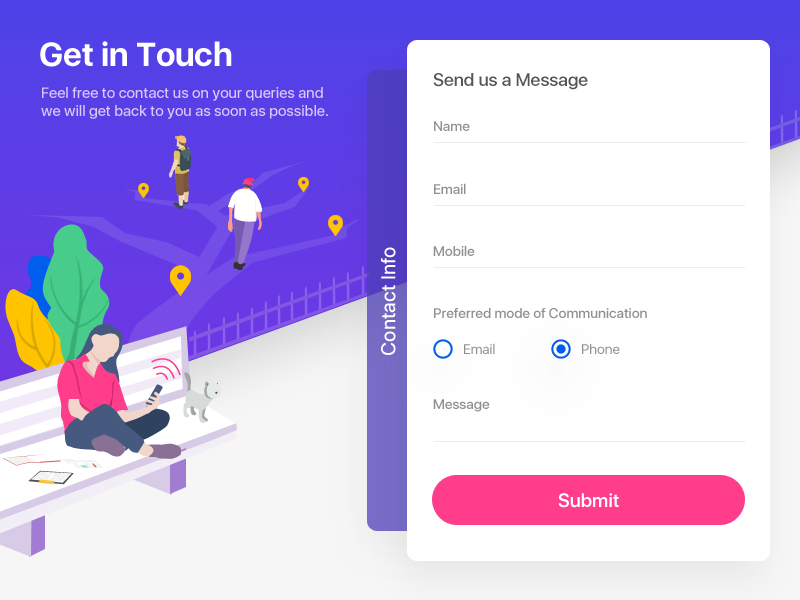 Get in Touch
Feel free to contact us on your queries and
we will get back to you as soon as possible.
Contact Info
Send us a Message
Name
Email
Mobile
Preferred mode of Communication
Email
Phone
Message
Submit